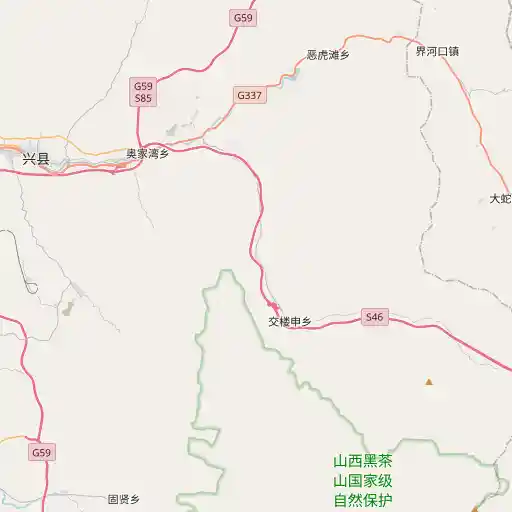 G59
恶虎滩乡
界河口镇
G59
S85
G337
奥家湾乡
兴县
大蛇
交楼申乡
S46
G59
山西黑茶
山国家级
自然保护
固贤乡